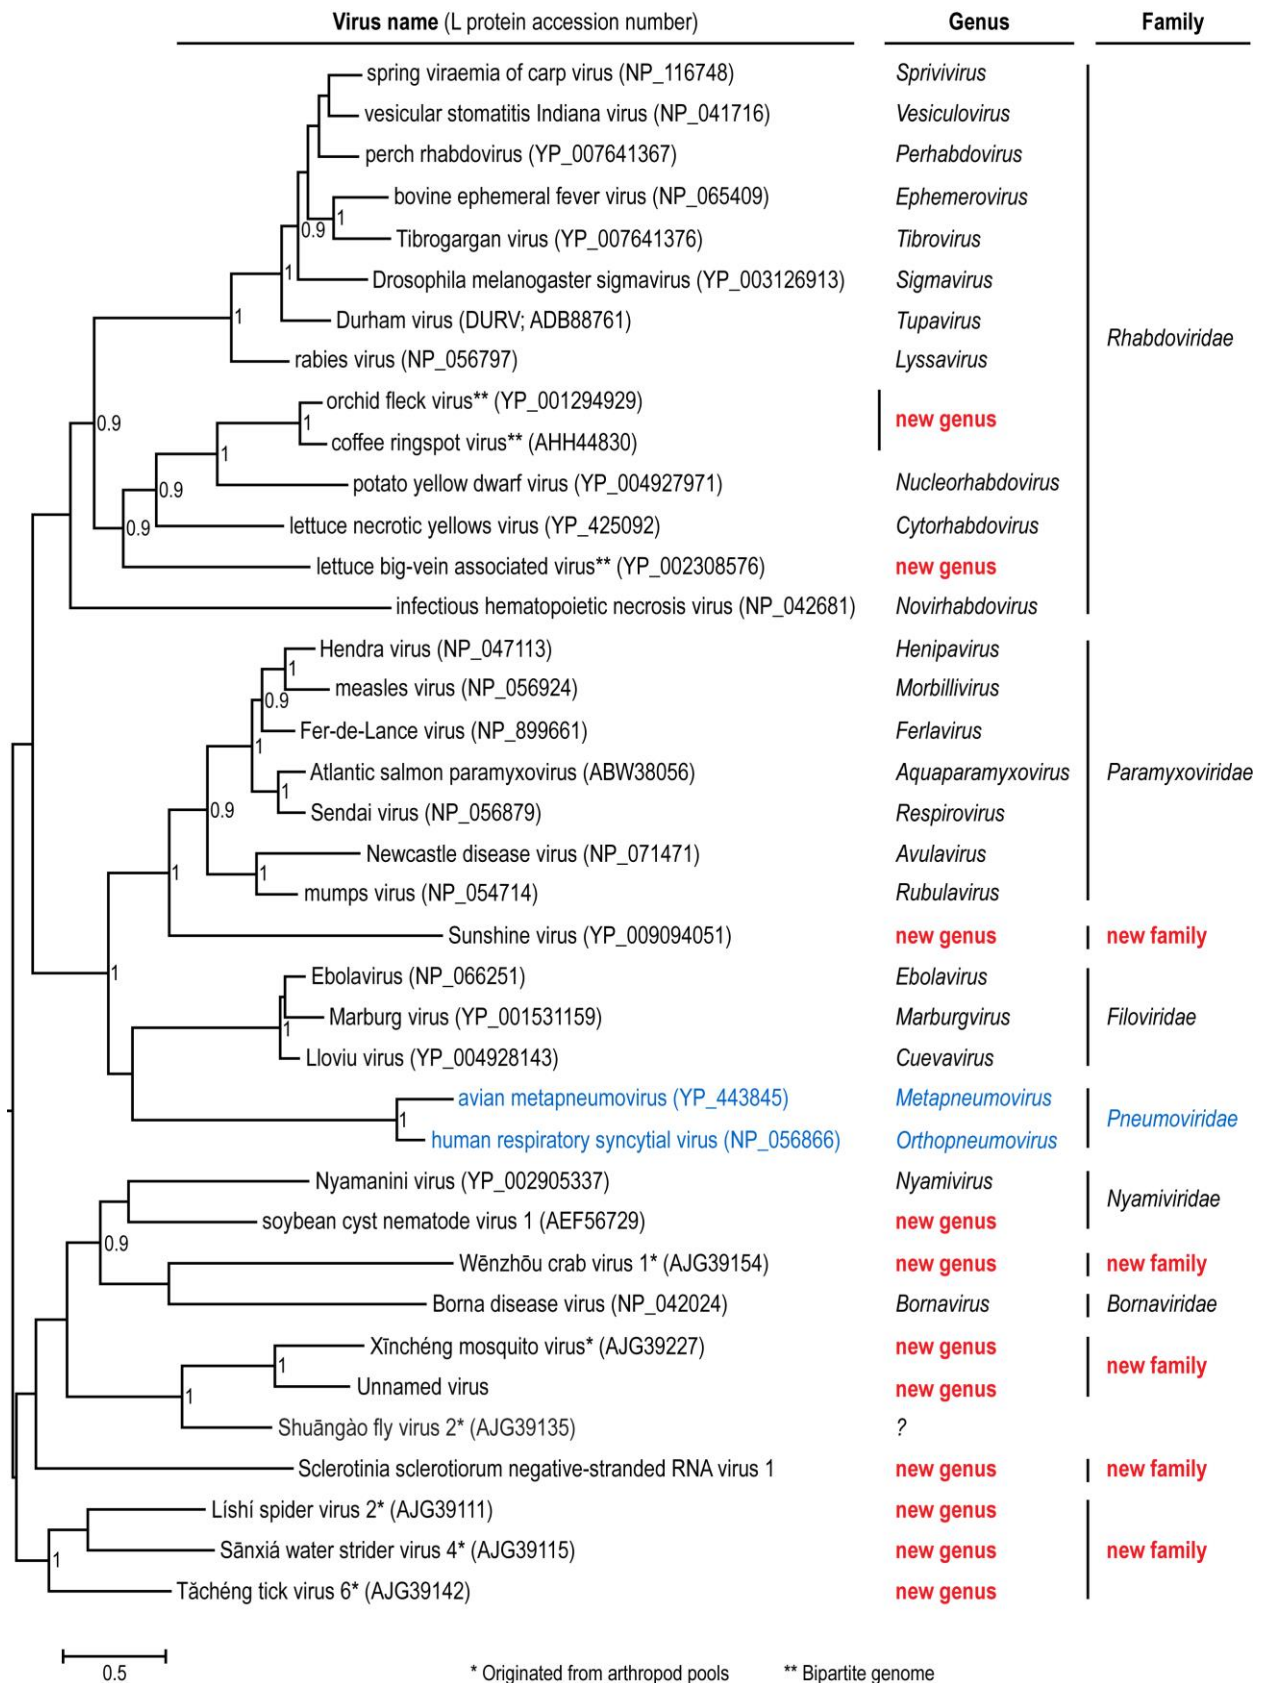 Virus name (L protein accession number) Genus Family
spring viraemia of carp virus (NP_116748) Sprivivirus
vesicular stomatitis Indiana virus (NP_041716) Vesiculovirus
perch rhabdovirus (YP_007641367) Perhabdovirus
bovine ephemeral fever virus (NP_065409) Ephemerovirus
1
0.9
Tibrogargan virus (YP_007641376) Tibrovirus
1
Drosophila melanogaster sigmavirus (YP_003126913) Sigmavirus
1
Durham virus (DURV; ADB88761) Tupavirus
Rhabdoviridae
rabies virus (NP_056797) Lyssavirus
orchid fleck virus** (YP_001294929)
0.9
1
new genus
coffee ringspot virus** (AHH44830)
1
potato yellow dwarf virus (YP_004927971) Nucleorhabdovirus
0.9
lettuce necrotic yellows virus (YP_425092) Cytorhabdovirus
0.9
lettuce big-vein associated virus** (YP_002308576) new genus
infectious hematopoietic necrosis virus (NP_042681) Novirhabdovirus
Hendra virus (NP_047113) Henipavirus
1
measles virus (NP_056924) Morbillivirus
0.9
Fer-de-Lance virus (NP_899661) Ferlavirus
1
Atlantic salmon paramyxovirus (ABW38056) Aquaparamyxovirus Paramyxoviridae
1
0.9
Sendai virus (NP_056879) Respirovirus
Newcastle disease virus (NP_071471) Avulavirus
1
1
mumps virus (NP_054714) Rubulavirus
Sunshine virus (YP_009094051) new genus new family
1
Ebolavirus (NP_066251) Ebolavirus
Marburg virus (YP_001531159) Marburgvirus Filoviridae
1
Lloviu virus (YP_004928143) Cuevavirus
avian metapneumovirus (YP_443845) Metapneumovirus
1
Pneumoviridae
human respiratory syncytial virus (NP_056866) Orthopneumovirus
Nyamanini virus (YP_002905337) Nyamivirus
Nyamiviridae
soybean cyst nematode virus 1 (AEF56729) new genus
0.9
Wēnzhōu crab virus 1* (AJG39154) new genus new family
Borna disease virus (NP_042024) Bornavirus Bornaviridae
Xīnchéng mosquito virus* (AJG39227) new genus
1
new family
Unnamed virus new genus
1
Shuāngào fly virus 2* (AJG39135) ?
Sclerotinia sclerotiorum negative-stranded RNA virus 1 new genus new family
Líshí spider virus 2* (AJG39111) new genus
Sānxiá water strider virus 4* (AJG39115) new genus new family
1
Tǎchéng tick virus 6* (AJG39142) new genus
0.5
* Originated from arthropod pools ** Bipartite genome